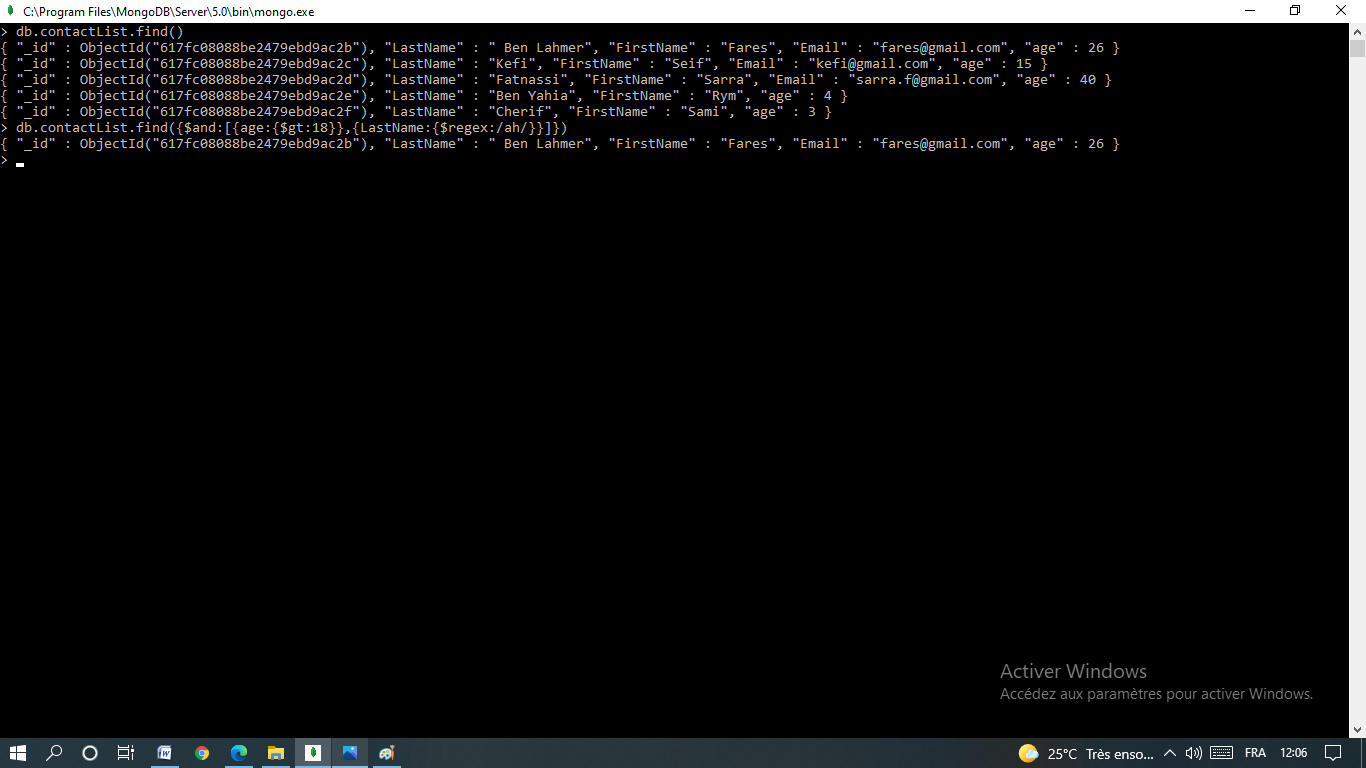 C:\Program Files\MongoDB\Server\5.0\bin\mongo.exe
> db.contactList.find()
{ "_id" : ObjectId("617fc08088be2479ebd9ac2b"), "LastName" : " Ben Lahmer", "FirstName" : "Fares", "Email" : "fares@gmail.com", "age" : 26 }
{ "_id" : ObjectId("617fc08088be2479ebd9ac2c"), "LastName" : "Kefi", "FirstName" : "Seif", "Email" : "kefi@gmail.com", "age" : 15 }
{ "_id" : ObjectId("617fc08088be2479ebd9ac2d"), "LastName" : "Fatnassi", "FirstName" : "Sarra", "Email" : "sarra.f@gmail.com", "age" : 40 }
{ "_id" : ObjectId("617fc08088be2479ebd9ac2e"), "LastName" : "Ben Yahia", "FirstName" : "Rym", "age" : 4 }
{ "_id" : ObjectId("617fc08088be2479ebd9ac2f"), "LastName" : "Cherif", "FirstName" : "Sami", "age" : 3 }
> db.contactList.find({$and:[{age:{$gt:18}},{LastName:{$regex:/ah/}}]})
{ "_id" : ObjectId("617fc08088be2479ebd9ac2b"), "LastName" : " Ben Lahmer", "FirstName" : "Fares", "Email" : "fares@gmail.com", "age" : 26 }
>
Activer Windows
Accédez aux paramètres pour activer Windows.
25°C Très enso... FRA 12:06